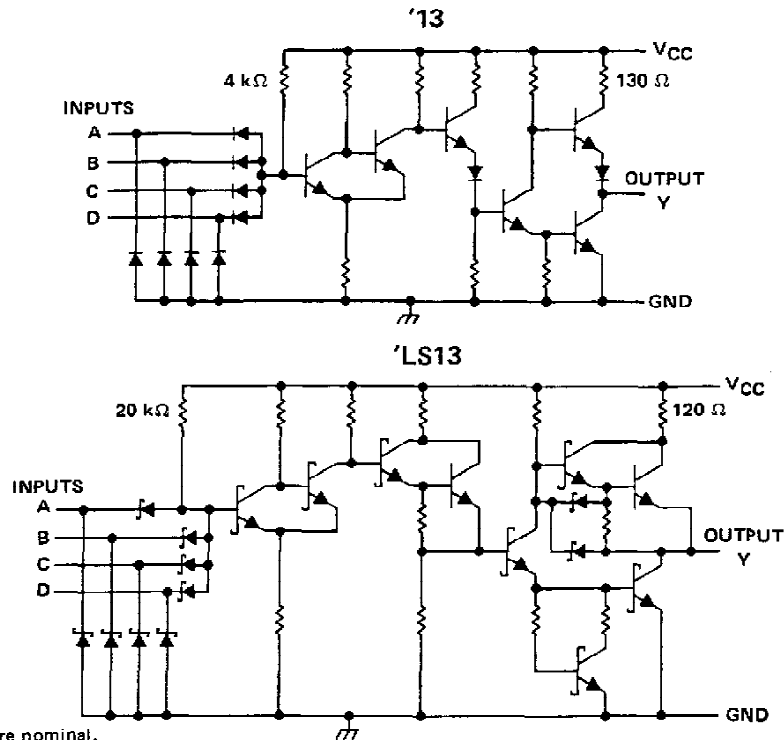 '13
VCC
4 kΩ
130 Ω
INPUTS
A
B
C
D
OUTPUT
Y
GND
'LS13
VCC
20 kΩ
120 Ω
INPUTS
A
B
C
D
OUTPUT
Y
GND
re nominal.